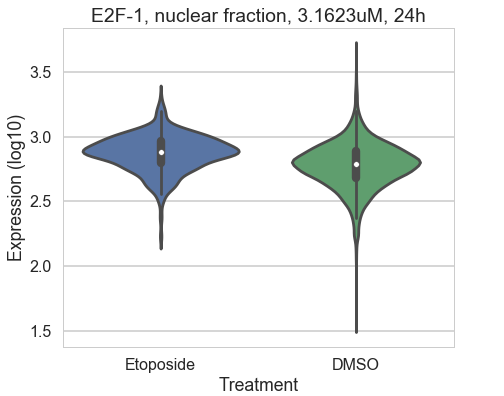 E2F-1, nuclear fraction, 3.1623uM, 24h
Expression (log10)
3.5
3.0
2.5
2.0
1.5
Etoposide DMSO
Treatment